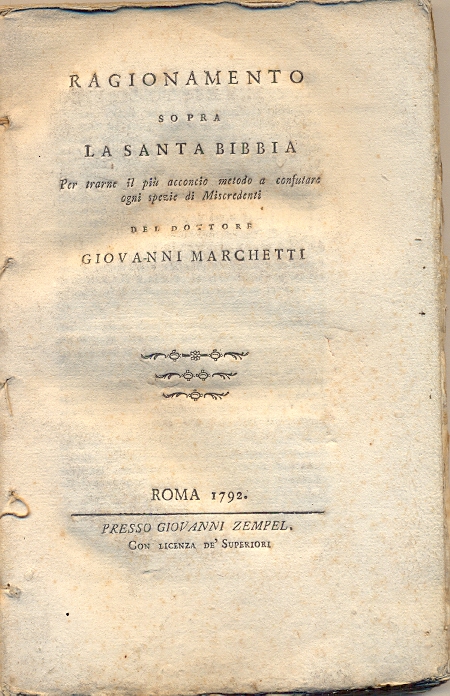 RAGIONAMENTO
SOPRA
LA SANTA BIBBIA
Per trarne il più acconcio metodo a confutare
ogni spezie di Miscredenti
DEL DOTTORE
GIOVANNI MARCHETTI
ROMA 1792.
PRESSO GIOVANNI ZEMPEL.
CON LICENZA DE' SUPERIORI